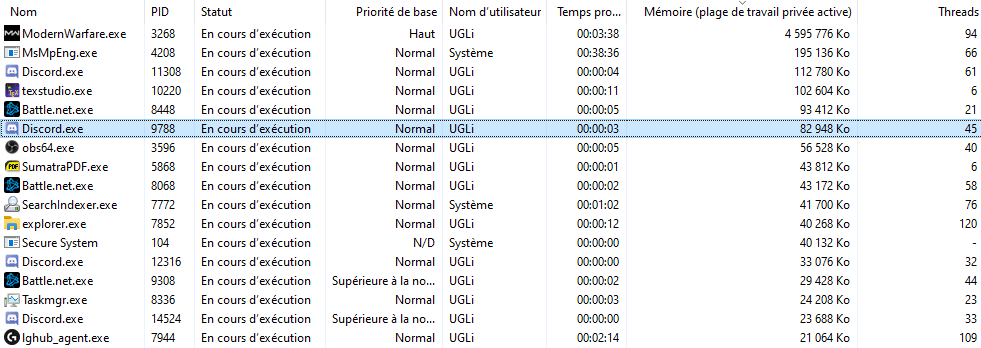 Nom PID Statut Priorité de base Nom d'utilisateur Temps pro... Mémoire (plage de travail privée active) Threads
ModernWarfare.exe 3268 En cours d'exécution Haut UGLi 00:03:38 4 595 776 Ko 94
MsMpEng.exe 4208 En cours d'exécution Normal Système 00:38:36 195 136 Ko 66
Discord.exe 11308 En cours d'exécution Normal UGLi 00:00:04 112 780 Ko 61
texstudio.exe 10220 En cours d'exécution Normal UGLi 00:00:11 102 604 Ko 6
Battle.net.exe 8448 En cours d'exécution Normal UGLi 00:00:05 93 412 Ko 21
Discord.exe 9788 En cours d'exécution Normal UGLi 00:00:03 82 948 Ko 45
obs64.exe 3596 En cours d'exécution Normal UGLi 00:00:05 56 528 Ko 40
SumatraPDF.exe 5868 En cours d'exécution Normal UGLi 00:00:01 43 812 Ko 6
Battle.net.exe 8068 En cours d'exécution Normal UGLi 00:00:02 43 172 Ko 58
SearchIndexer.exe 7772 En cours d'exécution Normal Système 00:01:02 41 700 Ko 76
explorer.exe 7852 En cours d'exécution Normal UGLi 00:00:12 40 268 Ko 120
Secure System 104 En cours d'exécution N/D Système 00:00:00 40 132 Ko -
Discord.exe 12316 En cours d'exécution Normal UGLi 00:00:00 33 076 Ko 32
Battle.net.exe 9308 En cours d'exécution Supérieure à la no... UGLi 00:00:02 29 428 Ko 44
Taskmgr.exe 8336 En cours d'exécution Normal UGLi 00:00:03 24 208 Ko 23
Discord.exe 14524 En cours d'exécution Supérieure à la no... UGLi 00:00:00 23 688 Ko 33
lghub_agent.exe 7944 En cours d'exécution Normal UGLi 00:02:14 21 064 Ko 109